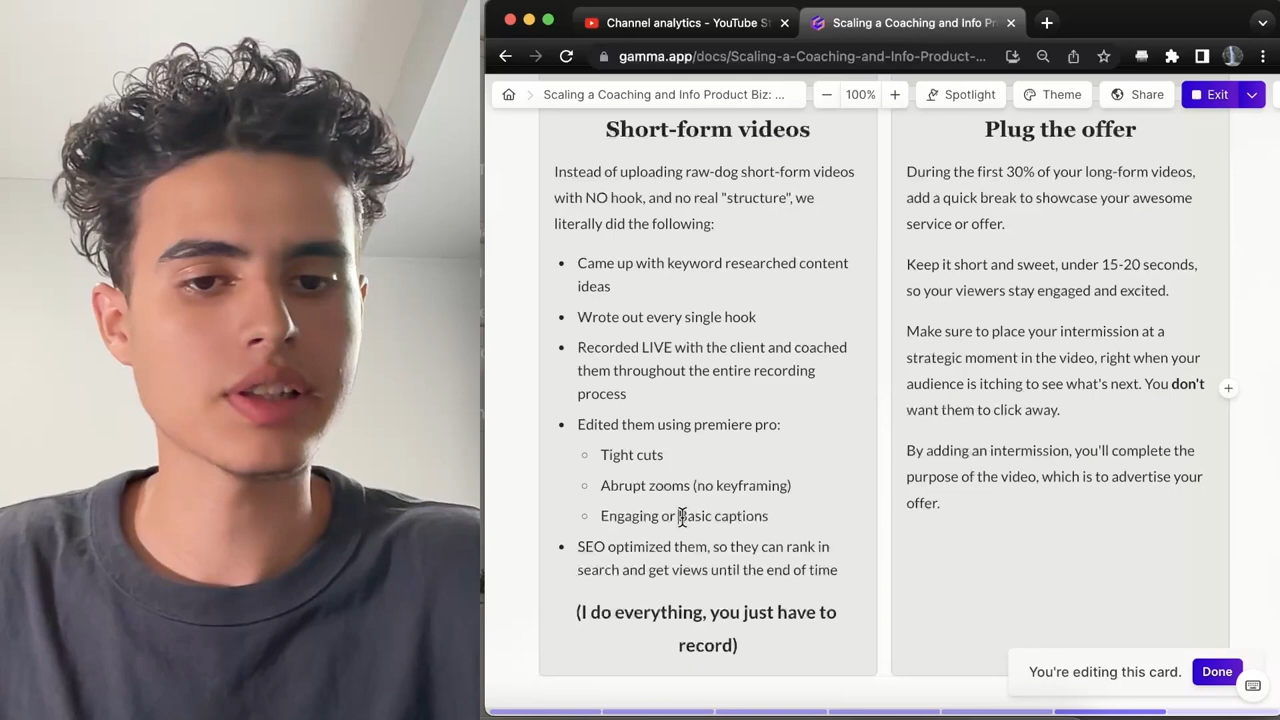 Channel analytics - YouTube S
Scaling a Coaching and Info Pr
gamma.app/docs/Scaling-a-Coaching-and-Info-Product-...
Scaling a Coaching and Info Product Biz: ...
100%
Spotlight
Theme
Share
Exit
Short-form videos
Instead of uploading raw-dog short-form videos
with NO hook, and no real "structure", we
literally did the following:
• Came up with keyword researched content
ideas
• Wrote out every single hook
• Recorded LIVE with the client and coached
them throughout the entire recording
process
• Edited them using premiere pro:
○ Tight cuts
○ Abrupt zooms (no keyframing)
○ Engaging or basic captions
• SEO optimized them, so they can rank in
search and get views until the end of time
(I do everything, you just have to
record)
Plug the offer
During the first 30% of your long-form videos,
add a quick break to showcase your awesome
service or offer.
Keep it short and sweet, under 15-20 seconds,
so your viewers stay engaged and excited.
Make sure to place your intermission at a
strategic moment in the video, right when your
audience is itching to see what's next. You don't
want them to click away.
By adding an intermission, you'll complete the
purpose of the video, which is to advertise your
offer.
You're editing this card.
Done